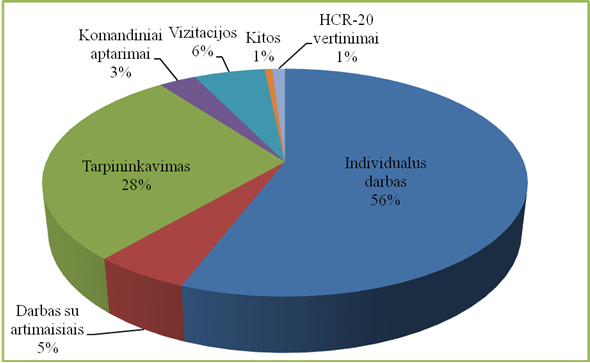 HCR-20
vertinimai
1%
Kitos
1%
Vizitacijos
6%
Komandiniai
aptarimai
3%
Tarpininkavimas
28%
Individualus
darbas
56%
Darbas su
artimaisiais
5%